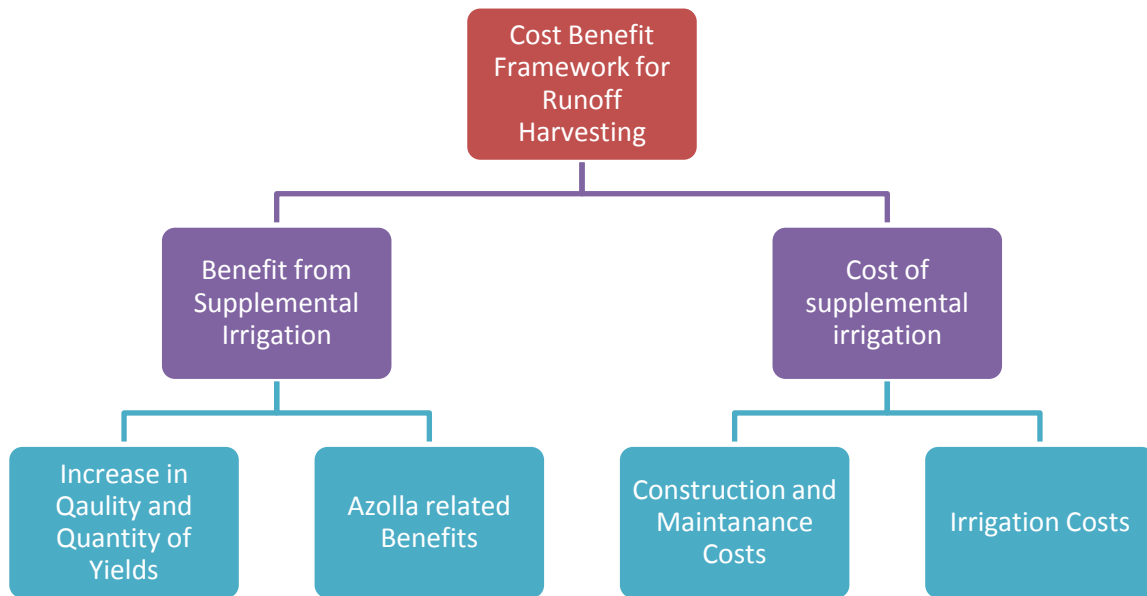 Cost Benefit
Framework for
Runoff
Harvesting
Benefit from
Supplemental
Irrigation
Cost of
supplemental
irrigation
Increase in
Qaulity and
Quantity of
Yields
Azolla related
Benefits
Construction and
Maintanance
Costs
Irrigation Costs